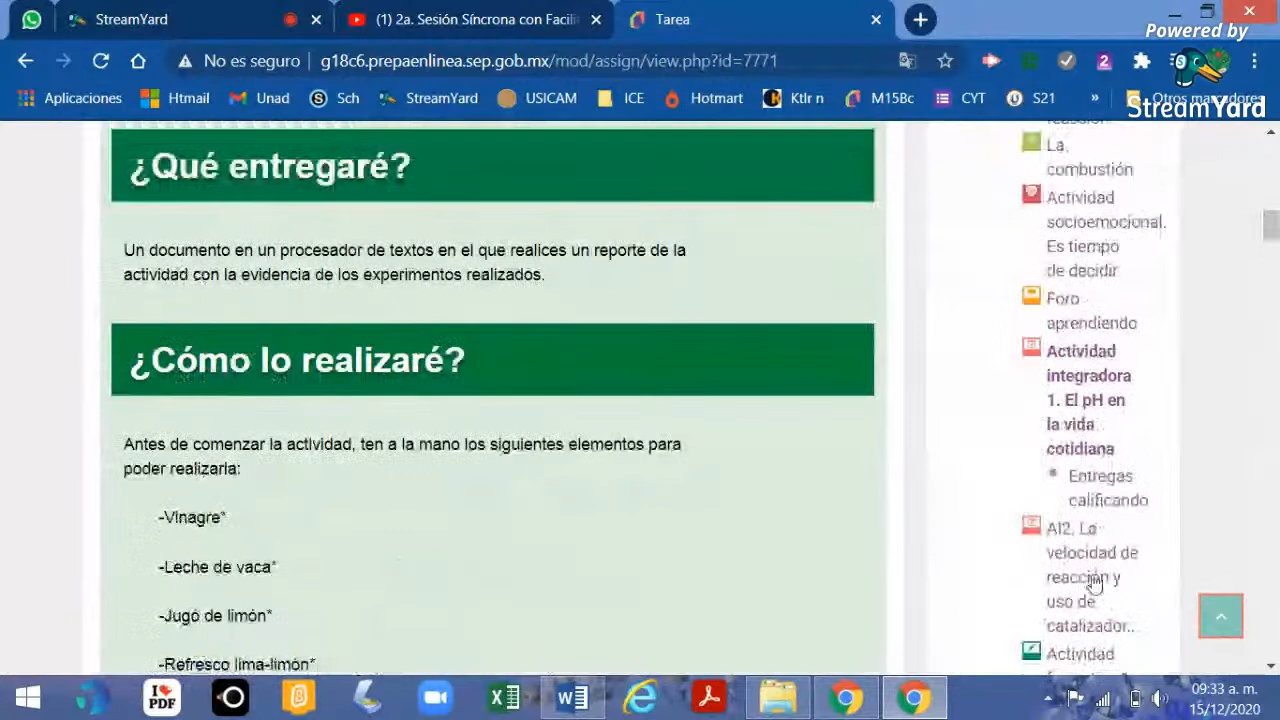 StreamYard
(1) 2a. Sesión Síncrona con Facili
Tarea
Powered by
StreamYard
No es seguro
g18c6.prepaenlinea.sep.gob.mx/mod/assign/view.php?id=7771
2
Aplicaciones
Htmail
Unad
Sch
StreamYard
USICAM
ICE
Hotmart
Ktlr n
M15Bc
CYT
S21
»
Otros marcadores
¿Qué entregaré?
Un documento en un procesador de textos en el que realices un reporte de la
actividad con la evidencia de los experimentos realizados.
¿Cómo lo realizaré?
Antes de comenzar la actividad, ten a la mano los siguientes elementos para
poder realizarla:
-Vinagre*
-Leche de vaca*
-Jugo de limón*
-Refresco lima-limón*
La
combustión
Actividad
socioemocional.
Es tiempo
de decidir
Foro
aprendiendo
Actividad
integradora
1. El pH en
la vida
cotidiana
Entregas
calificando
AI2. La
velocidad de
reacción y
uso de
catalizador..
Actividad
I ❤ PDF
09:33 a. m.
15/12/2020